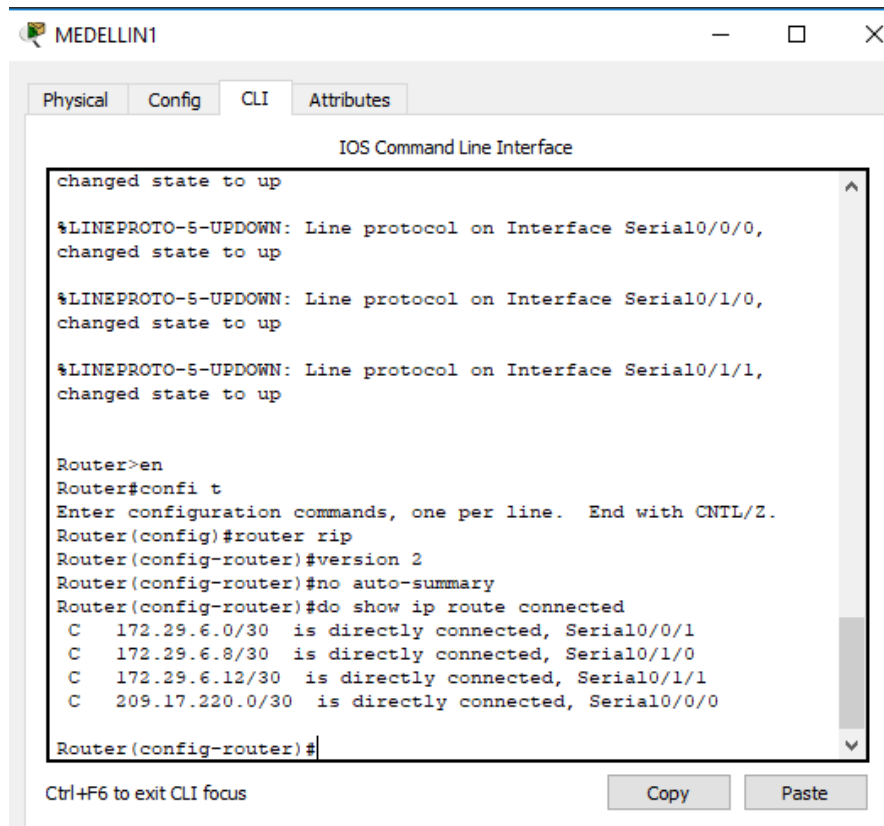 MEDELLIN1
Physical Config CLI Attributes
IOS Command Line Interface
changed state to up
%LINEPROTO-5-UPDOWN: Line protocol on Interface Serial0/0/0,
changed state to up
%LINEPROTO-5-UPDOWN: Line protocol on Interface Serial0/1/0,
changed state to up
%LINEPROTO-5-UPDOWN: Line protocol on Interface Serial0/1/1,
changed state to up
Router>en
Router#confi t
Enter configuration commands, one per line.  End with CNTL/Z.
Router(config)#router rip
Router(config-router)#version 2
Router(config-router)#no auto-summary
Router(config-router)#do show ip route connected
C   172.29.6.0/30  is directly connected, Serial0/0/1
C   172.29.6.8/30  is directly connected, Serial0/1/0
C   172.29.6.12/30  is directly connected, Serial0/1/1
C   209.17.220.0/30  is directly connected, Serial0/0/0
Router(config-router)#
Ctrl+F6 to exit CLI focus Copy Paste